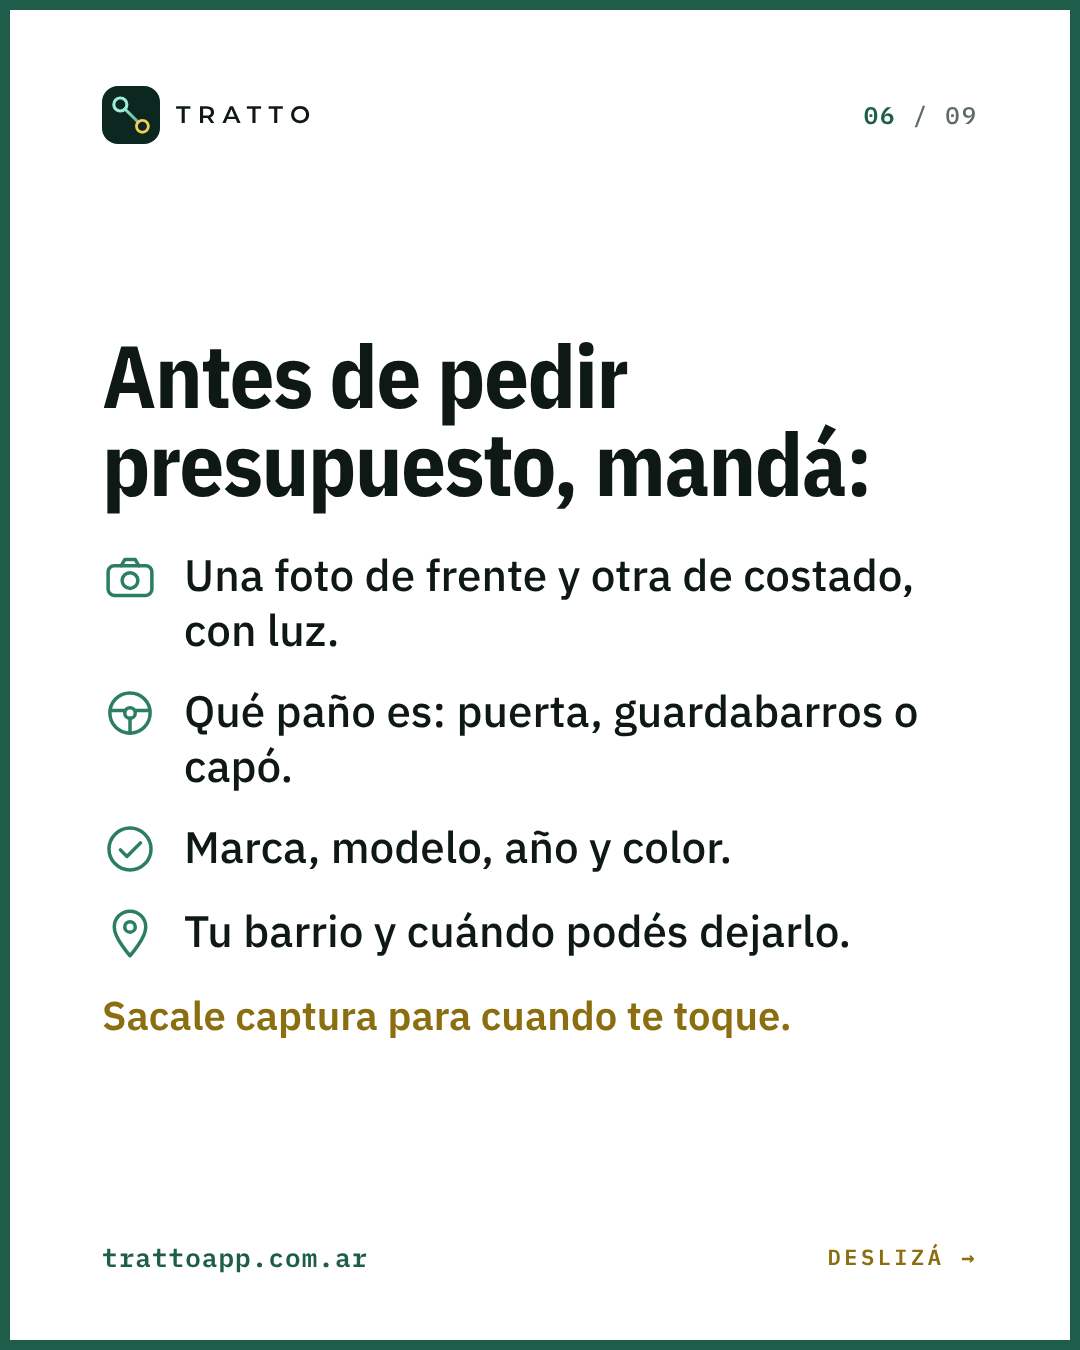 TRATTO
06 / 09
Antes de pedir
presupuesto, mandá:
Una foto de frente y otra de costado,
con luz.
Qué paño es: puerta, guardabarros o
capó.
Marca, modelo, año y color.
Tu barrio y cuándo podés dejarlo.
Sacale captura para cuando te toque.
trattoapp.com.ar
DESLIZÁ →